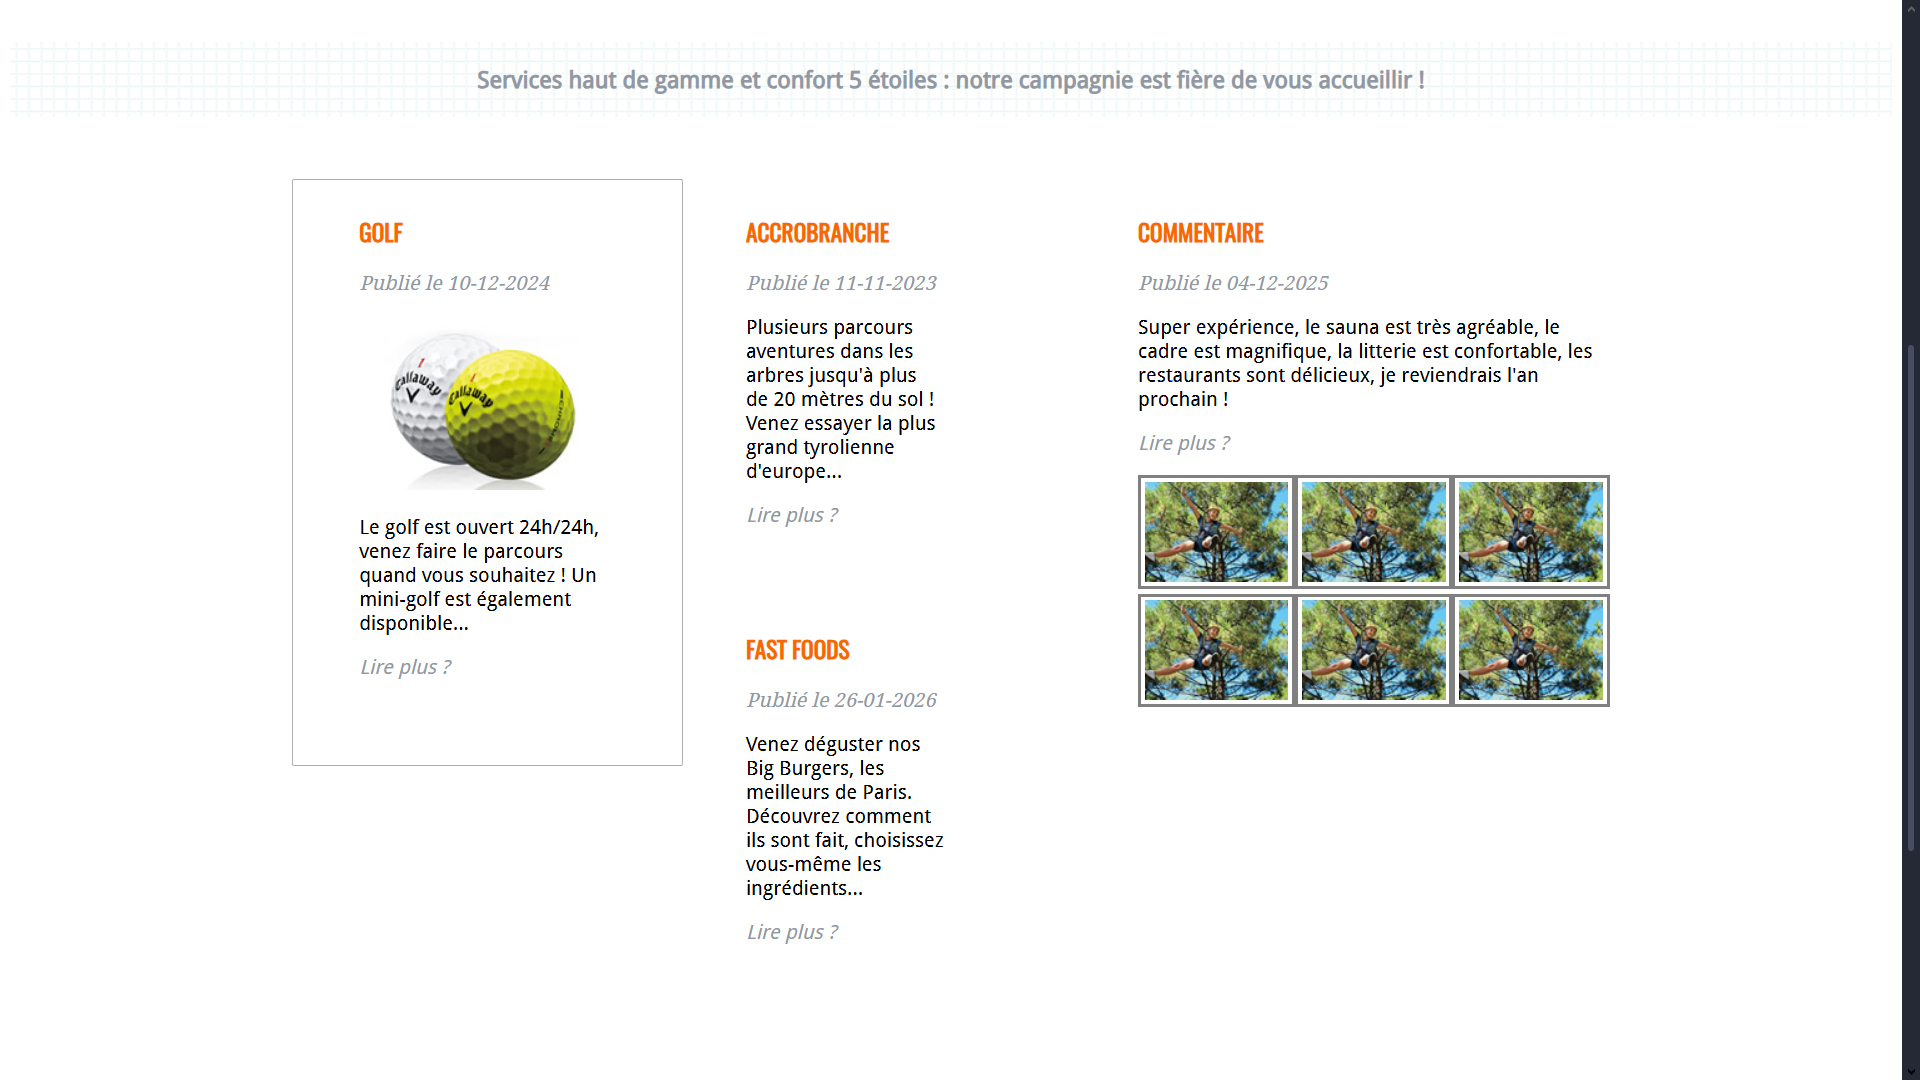 Services haut de gamme et confort 5 étoiles : notre campagnie est fière de vous accueillir !
GOLF
Publié le 10-12-2024
Callaway
Callaway
Le golf est ouvert 24h/24h,
venez faire le parcours
quand vous souhaitez ! Un
mini-golf est également
disponible...
Lire plus ?
ACCROBRANCHE
Publié le 11-11-2023
Plusieurs parcours
aventures dans les
arbres jusqu'à plus
de 20 mètres du sol !
Venez essayer la plus
grand tyrolienne
d'europe...
Lire plus ?
FAST FOODS
Publié le 26-01-2026
Venez déguster nos
Big Burgers, les
meilleurs de Paris.
Découvrez comment
ils sont fait, choisissez
vous-même les
ingrédients...
Lire plus ?
COMMENTAIRE
Publié le 04-12-2025
Super expérience, le sauna est très agréable, le
cadre est magnifique, la litterie est confortable, les
restaurants sont délicieux, je reviendrais l'an
prochain !
Lire plus ?